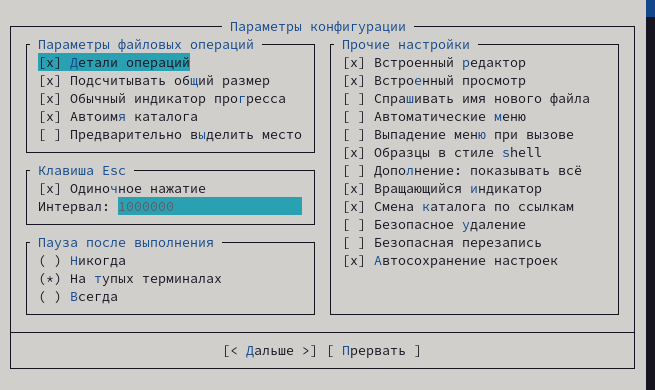 Параметры конфигурации
Параметры файловых операций
[x] Детали операций
[x] Подсчитывать общий размер
[x] Обычный индикатор прогресса
[x] Автоимя каталога
[ ] Предварительно выделить место
Клавиша Esc
[x] Одиночное нажатие
Интервал: 1000000
Пауза после выполнения
( ) Никогда
(*) На тупых терминалах
( ) Всегда
Прочие настройки
[x] Встроенный редактор
[x] Встроенный просмотр
[ ] Спрашивать имя нового файла
[ ] Автоматические меню
[ ] Выпадение меню при вызове
[x] Образцы в стиле shell
[ ] Дополнение: показывать всё
[x] Вращающийся индикатор
[x] Смена каталога по ссылкам
[ ] Безопасное удаление
[ ] Безопасная перезапись
[x] Автосохранение настроек
[< Дальше >] [ Прервать ]